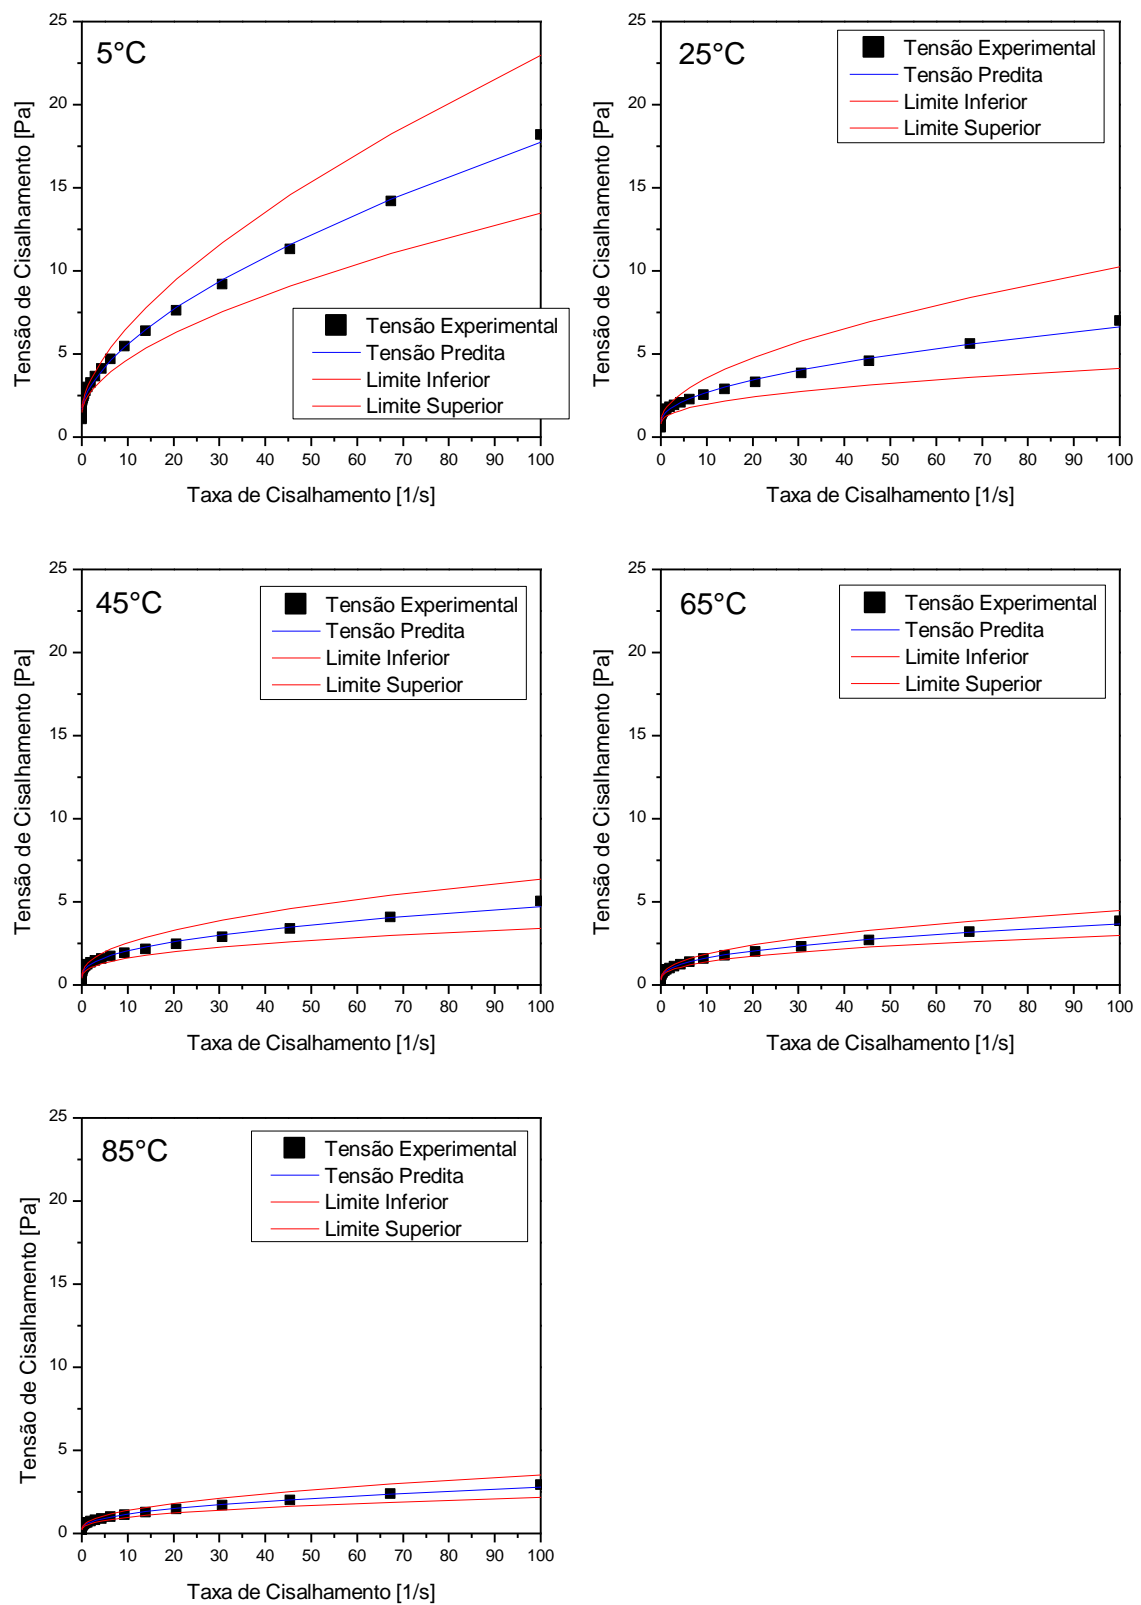 25
20
15
10
5
0
Tensão de Cisalhamento [Pa]
5°C
Tensão Experimental
Tensão Predita
Limite Inferior
Limite Superior
0 10 20 30 40 50 60 70 80 90 100
Taxa de Cisalhamento [1/s]
25
20
15
10
5
0
Tensão de Cisalhamento [Pa]
25°C
Tensão Experimental
Tensão Predita
Limite Inferior
Limite Superior
0 10 20 30 40 50 60 70 80 90 100
Taxa de Cisalhamento [1/s]
25
20
15
10
5
0
Tensão de Cisalhamento [Pa]
45°C
Tensão Experimental
Tensão Predita
Limite Inferior
Limite Superior
0 10 20 30 40 50 60 70 80 90 100
Taxa de Cisalhamento [1/s]
25
20
15
10
5
0
Tensão de Cisalhamento [Pa]
65°C
Tensão Experimental
Tensão Predita
Limite Inferior
Limite Superior
0 10 20 30 40 50 60 70 80 90 100
Taxa de Cisalhamento [1/s]
25
20
15
10
5
0
Tensão de Cisalhamento [Pa]
85°C
Tensão Experimental
Tensão Predita
Limite Inferior
Limite Superior
0 10 20 30 40 50 60 70 80 90 100
Taxa de Cisalhamento [1/s]